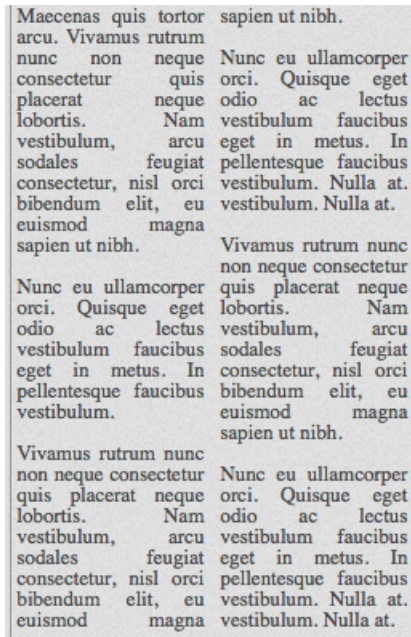 Maecenas quis tortor
arcu. Vivamus rutrum
nunc non neque
consectetur quis
placerat neque
lobortis. Nam
vestibulum, arcu
sodales feugiat
consectetur, nisl orci
bibendum elit, eu
euismod magna
sapien ut nibh.

Nunc eu ullamcorper
orci. Quisque eget
odio ac lectus
vestibulum faucibus
eget in metus. In
pellentesque faucibus
vestibulum.

Vivamus rutrum nunc
non neque consectetur
quis placerat neque
lobortis. Nam
vestibulum, arcu
sodales feugiat
consectetur, nisl orci
bibendum elit, eu
euismod magna
sapien ut nibh.

Nunc eu ullamcorper
orci. Quisque eget
odio ac lectus
vestibulum faucibus
eget in metus. In
pellentesque faucibus
vestibulum. Nulla at.
vestibulum. Nulla at.

Vivamus rutrum nunc
non neque consectetur
quis placerat neque
lobortis. Nam
vestibulum, arcu
sodales feugiat
consectetur, nisl orci
bibendum elit, eu
euismod magna
sapien ut nibh.

Nunc eu ullamcorper
orci. Quisque eget
odio ac lectus
vestibulum faucibus
eget in metus. In
pellentesque faucibus
vestibulum. Nulla at.
vestibulum. Nulla at.